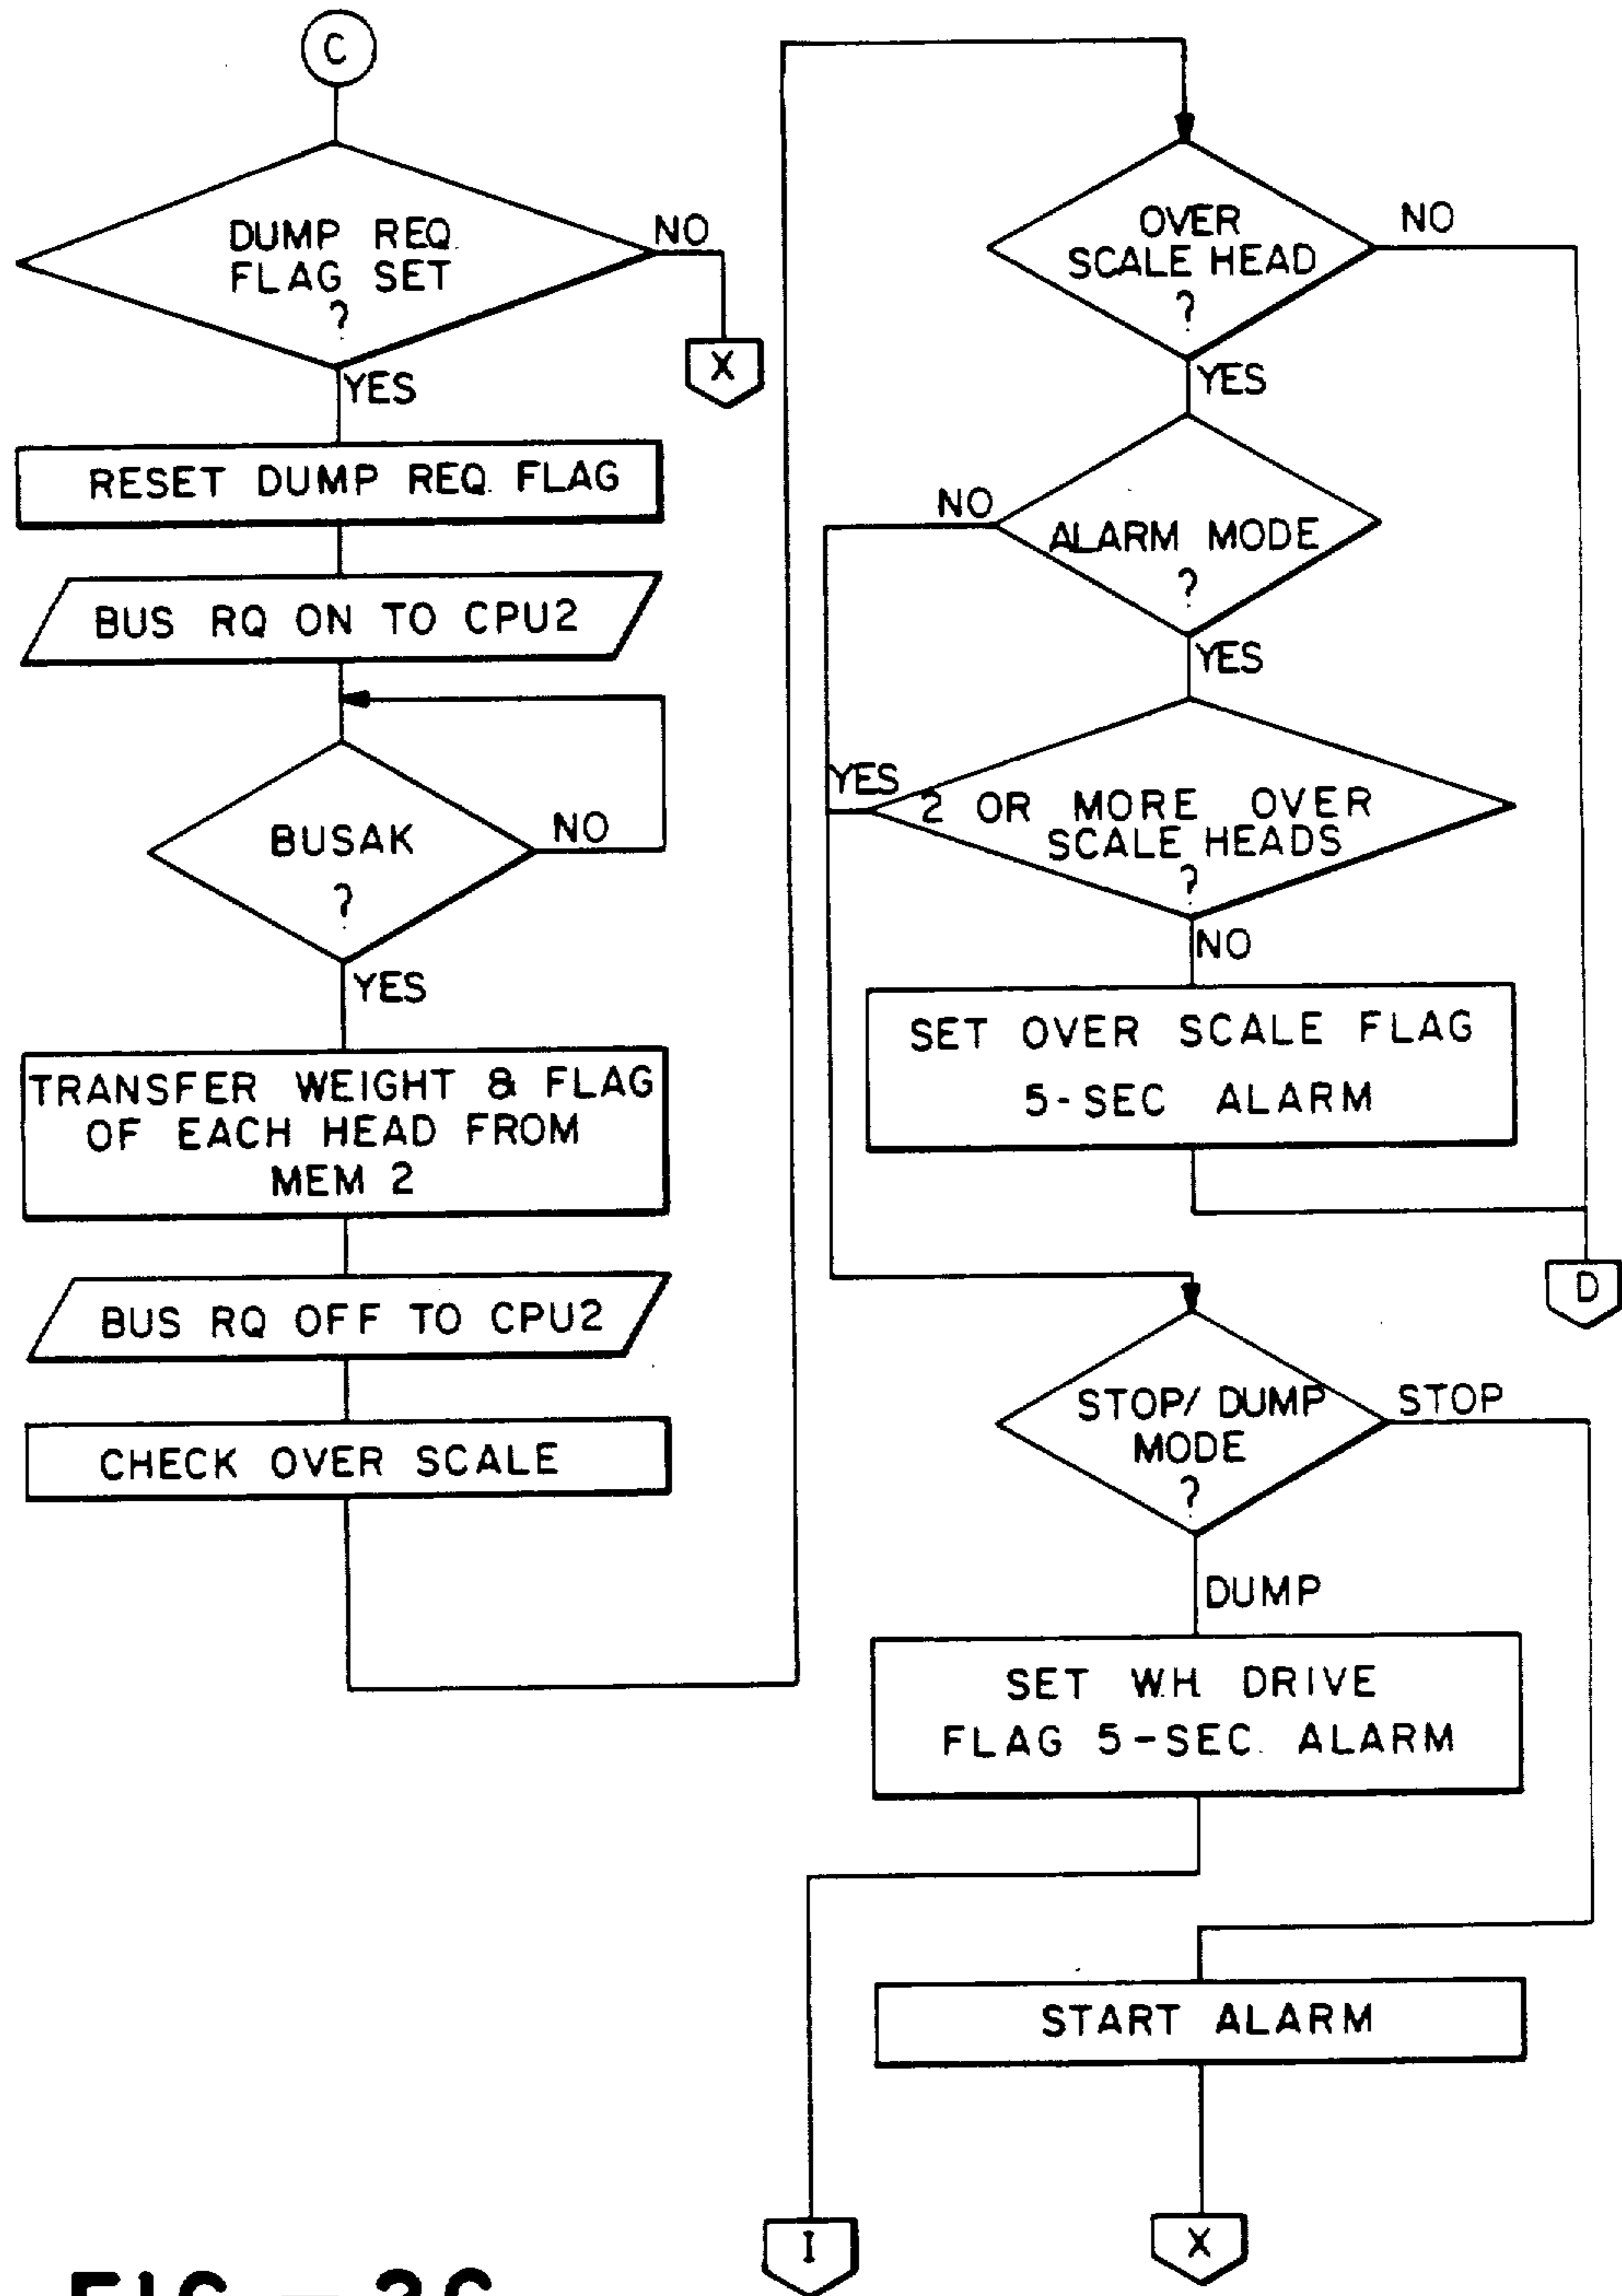 C
DUMP REQ.
FLAG SET
?
NO
X
YES
RESET DUMP REQ. FLAG
BUS RQ ON TO CPU2
BUSAK
?
NO
YES
TRANSFER WEIGHT & FLAG
OF EACH HEAD FROM
MEM 2
BUS RQ OFF TO CPU2
CHECK OVER SCALE
OVER
SCALE HEAD
?
NO
YES
NO
ALARM MODE
?
YES
YES
2 OR MORE OVER
SCALE HEADS
?
NO
SET OVER SCALE FLAG
5-SEC ALARM
D
STOP/ DUMP
MODE
?
STOP
DUMP
SET W.H. DRIVE
FLAG 5-SEC. ALARM
START ALARM
I
X